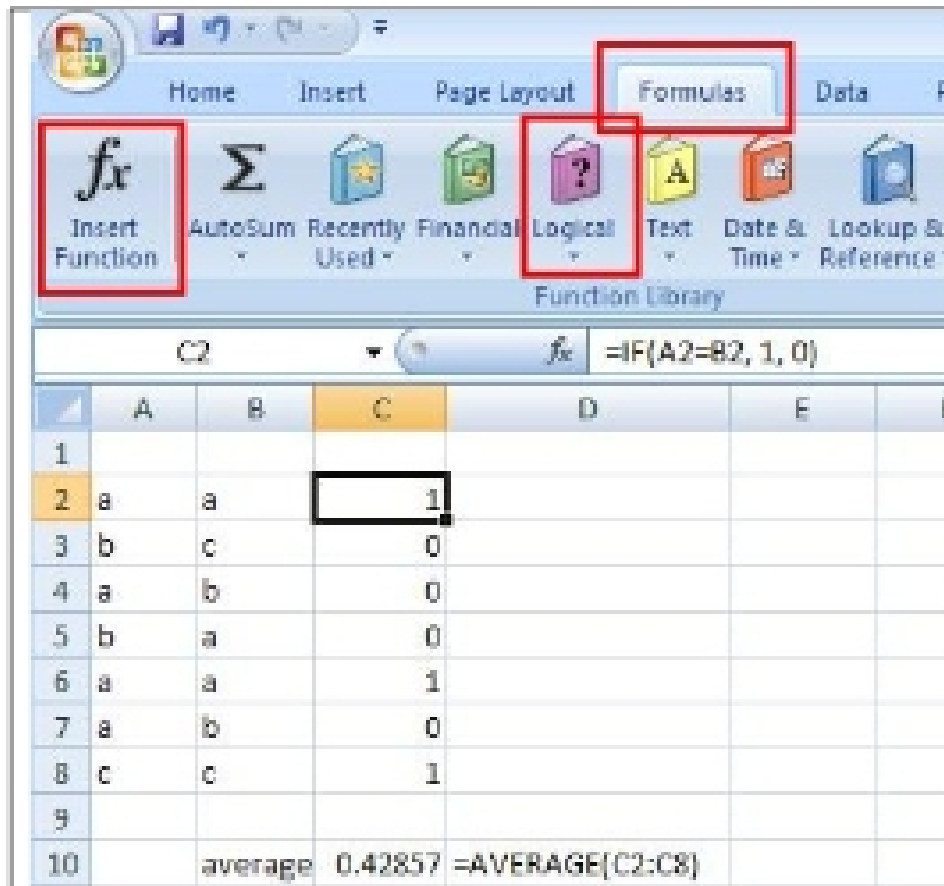 Home Insert Page Layout Formulas Data
fx Σ ? A
Insert Function AutoSum Recently Used Financial Logical Text Date & Time Lookup & Reference
Function Library
C2 fx =IF(A2=B2, 1, 0)
A B C D E
1
2 a a 1
3 b c 0
4 a b 0
5 b a 0
6 a a 1
7 a b 0
8 c c 1
9
10 average 0.42857 =AVERAGE(C2:C8)